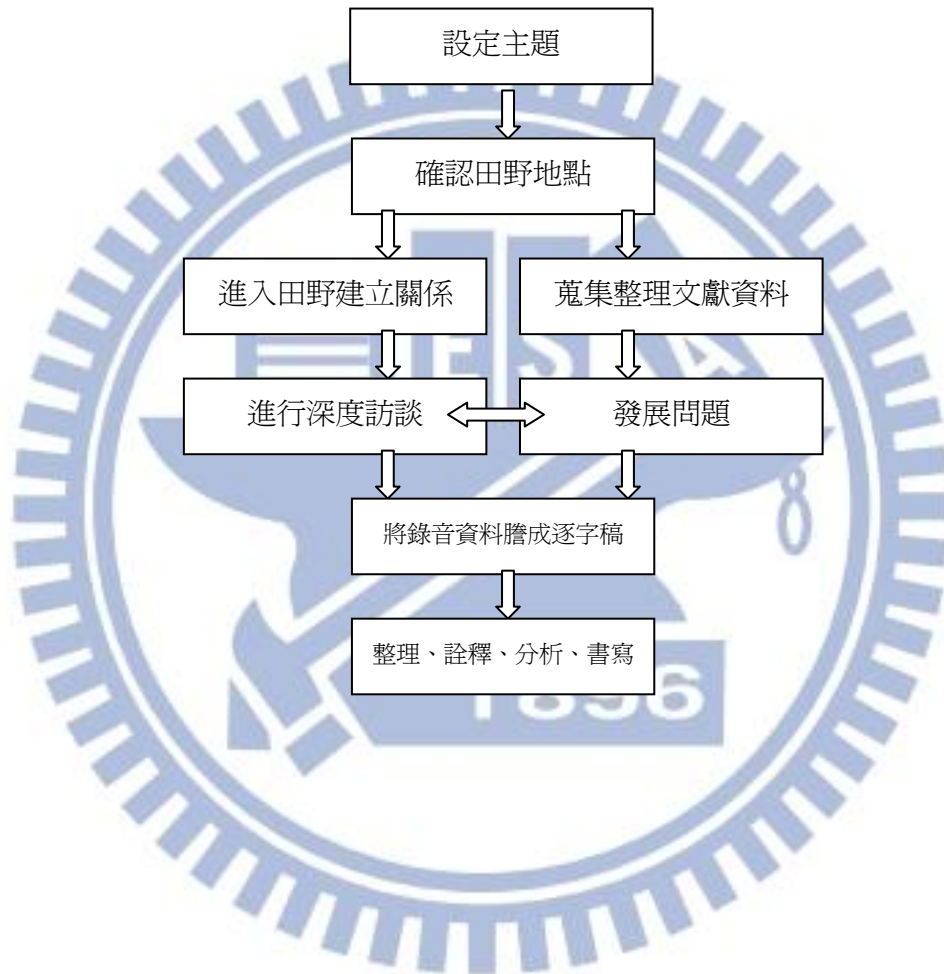 設定主題
確認田野地點
進入田野建立關係
蒐集整理文獻資料
E S A
進行深度訪談
發展問題
將錄音資料謄成逐字稿
整理、詮釋、分析、書寫
1896